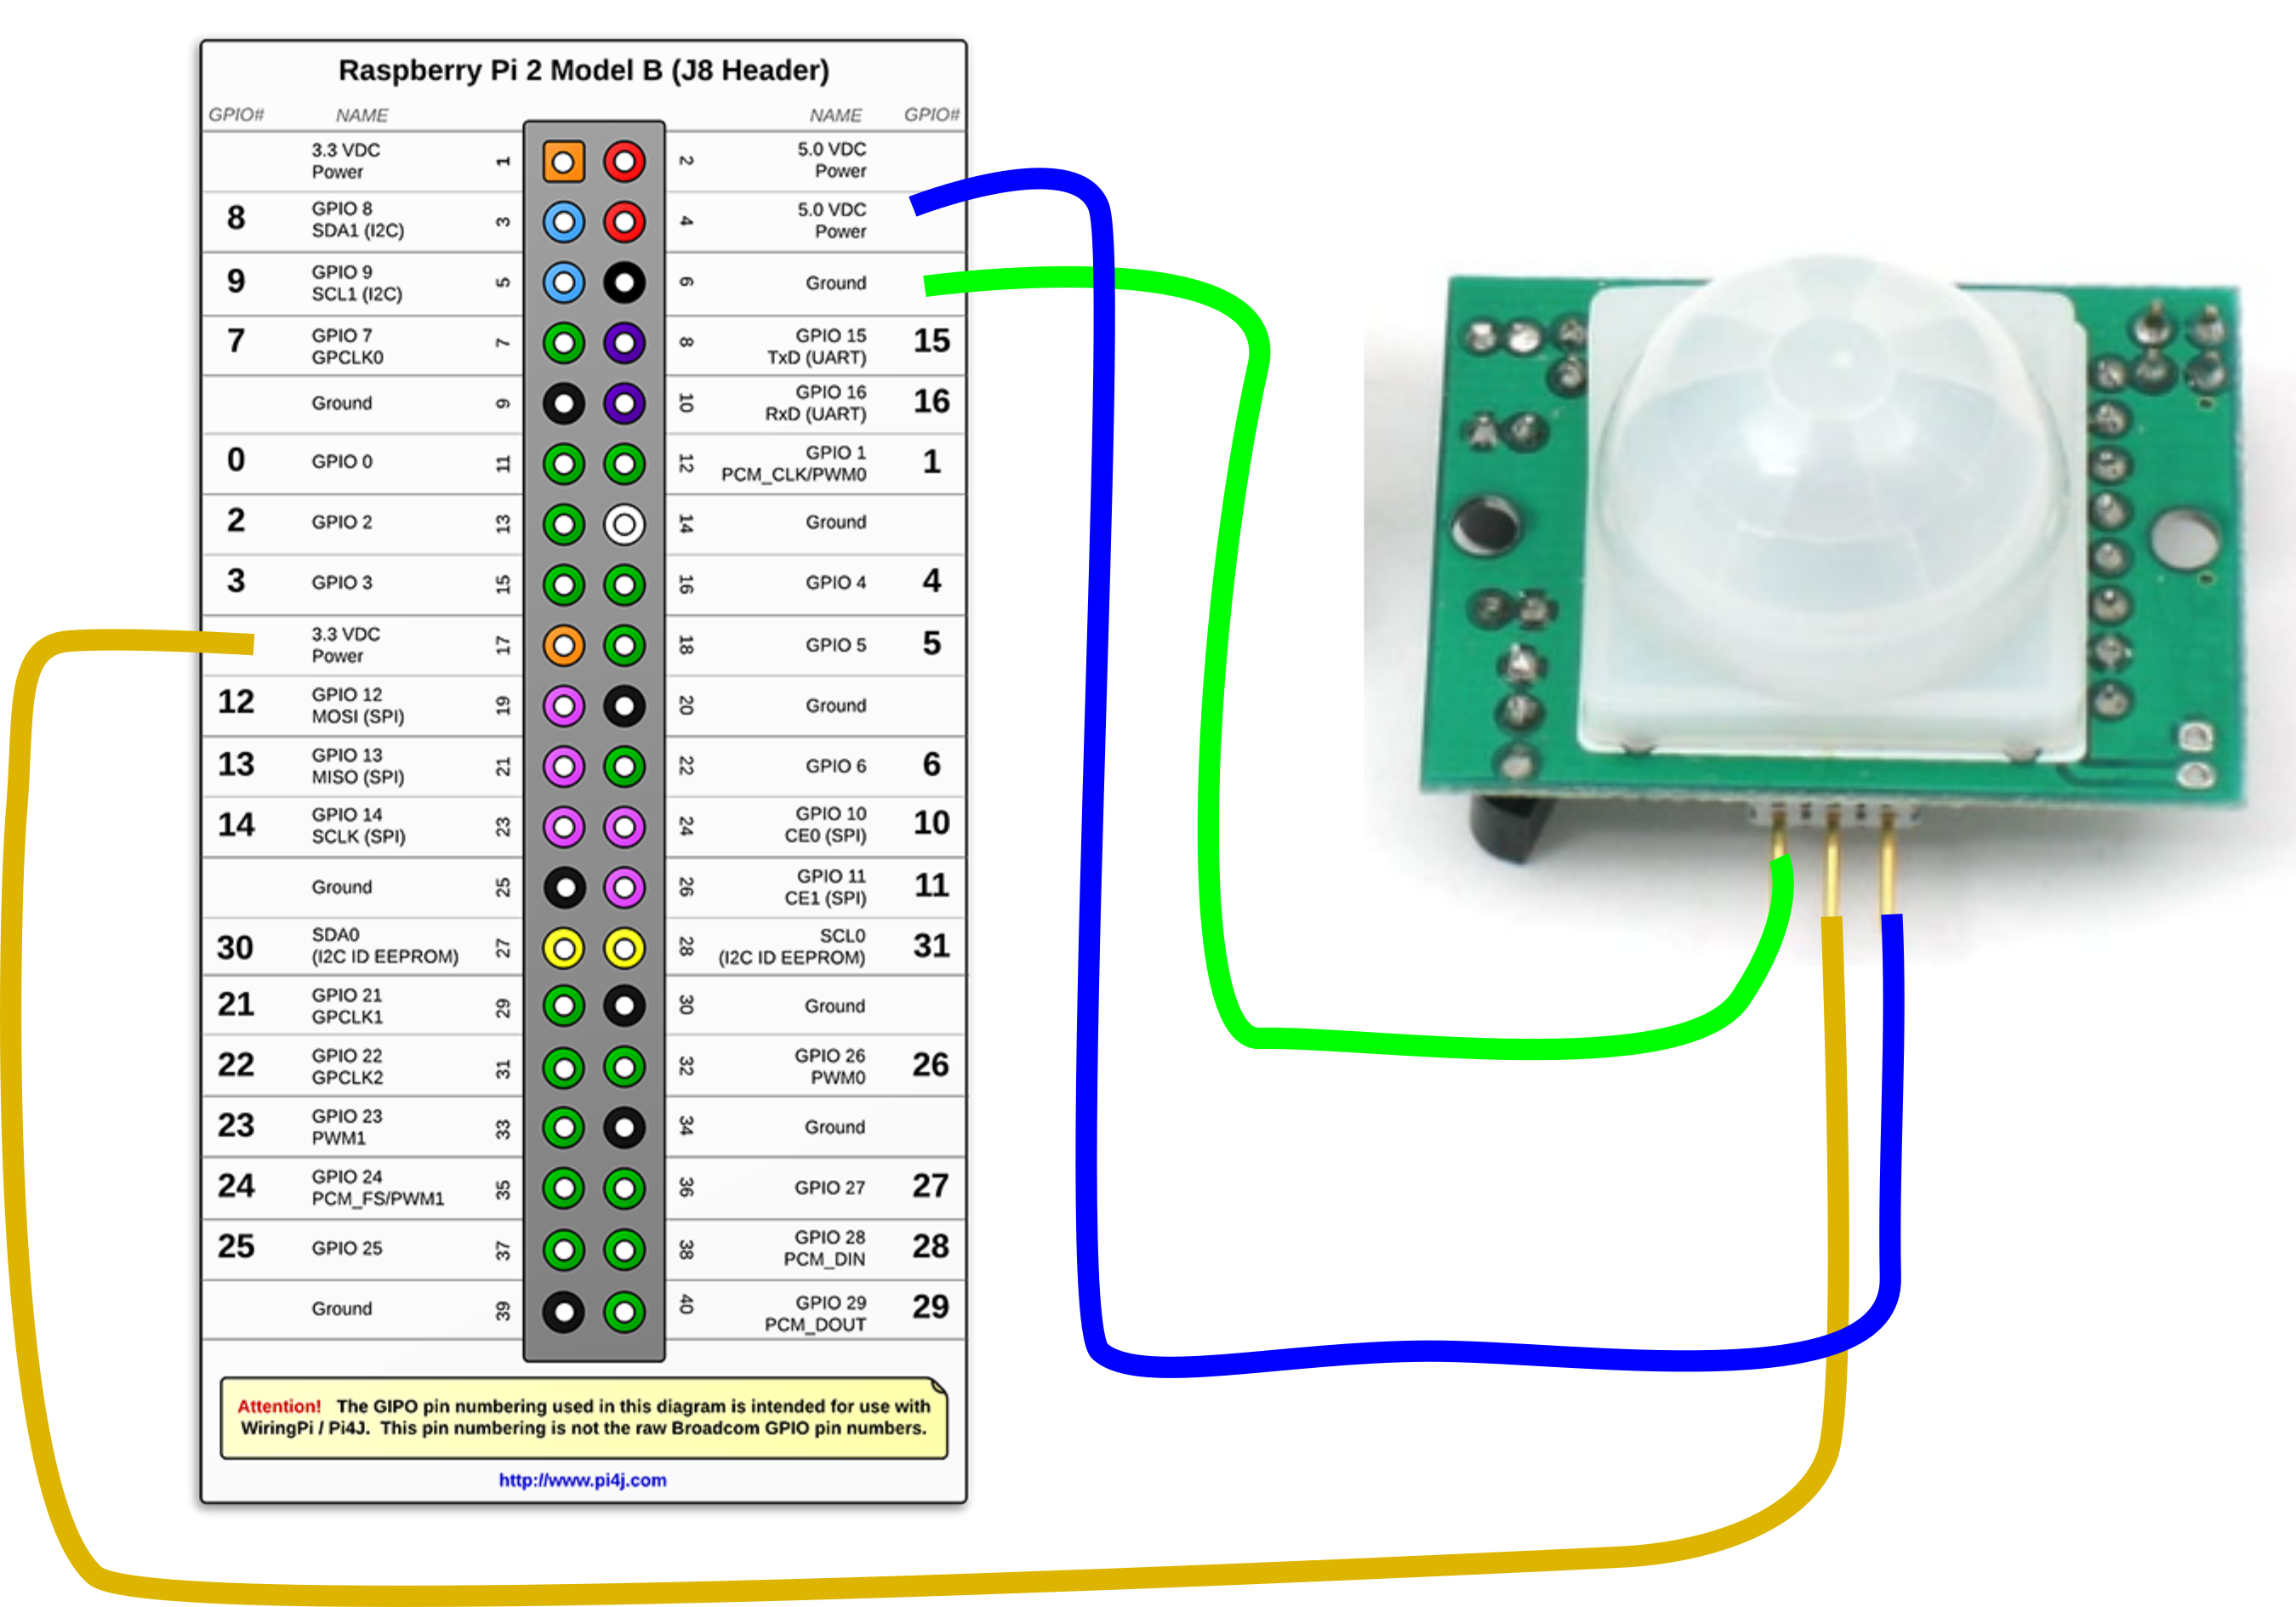 Raspberry Pi 2 Model B (J8 Header)
GPIO# NAME NAME GPIO#
3.3 VDC
Power 1 2 5.0 VDC
Power
8 GPIO 8
SDA1 (I2C) 3 4 5.0 VDC
Power
9 GPIO 9
SCL1 (I2C) 5 6 Ground
7 GPIO 7
GPCLK0 7 8 GPIO 15
TxD (UART) 15
Ground 9 10 GPIO 16
RxD (UART) 16
0 GPIO 0 11 12 GPIO 1
PCM_CLK/PWM0 1
2 GPIO 2 13 14 Ground
3 GPIO 3 15 16 GPIO 4 4
3.3 VDC
Power 17 18 GPIO 5 5
12 GPIO 12
MOSI (SPI) 19 20 Ground
13 GPIO 13
MISO (SPI) 21 22 GPIO 6 6
14 GPIO 14
SCLK (SPI) 23 24 GPIO 10
CE0 (SPI) 10
Ground 25 26 GPIO 11
CE1 (SPI) 11
30 SDA0
(I2C ID EEPROM) 27 28 SCL0
(I2C ID EEPROM) 31
21 GPIO 21
GPCLK1 29 30 Ground
22 GPIO 22
GPCLK2 31 32 GPIO 26
PWM0 26
23 GPIO 23
PWM1 33 34 Ground
24 GPIO 24
PCM_FS/PWM1 35 36 GPIO 27 27
25 GPIO 25 37 38 GPIO 28
PCM_DIN 28
Ground 39 40 GPIO 29
PCM_DOUT 29
Attention! The GIPO pin numbering used in this diagram is intended for use with
WiringPi / Pi4J. This pin numbering is not the raw Broadcom GPIO pin numbers.
http://www.pi4j.com